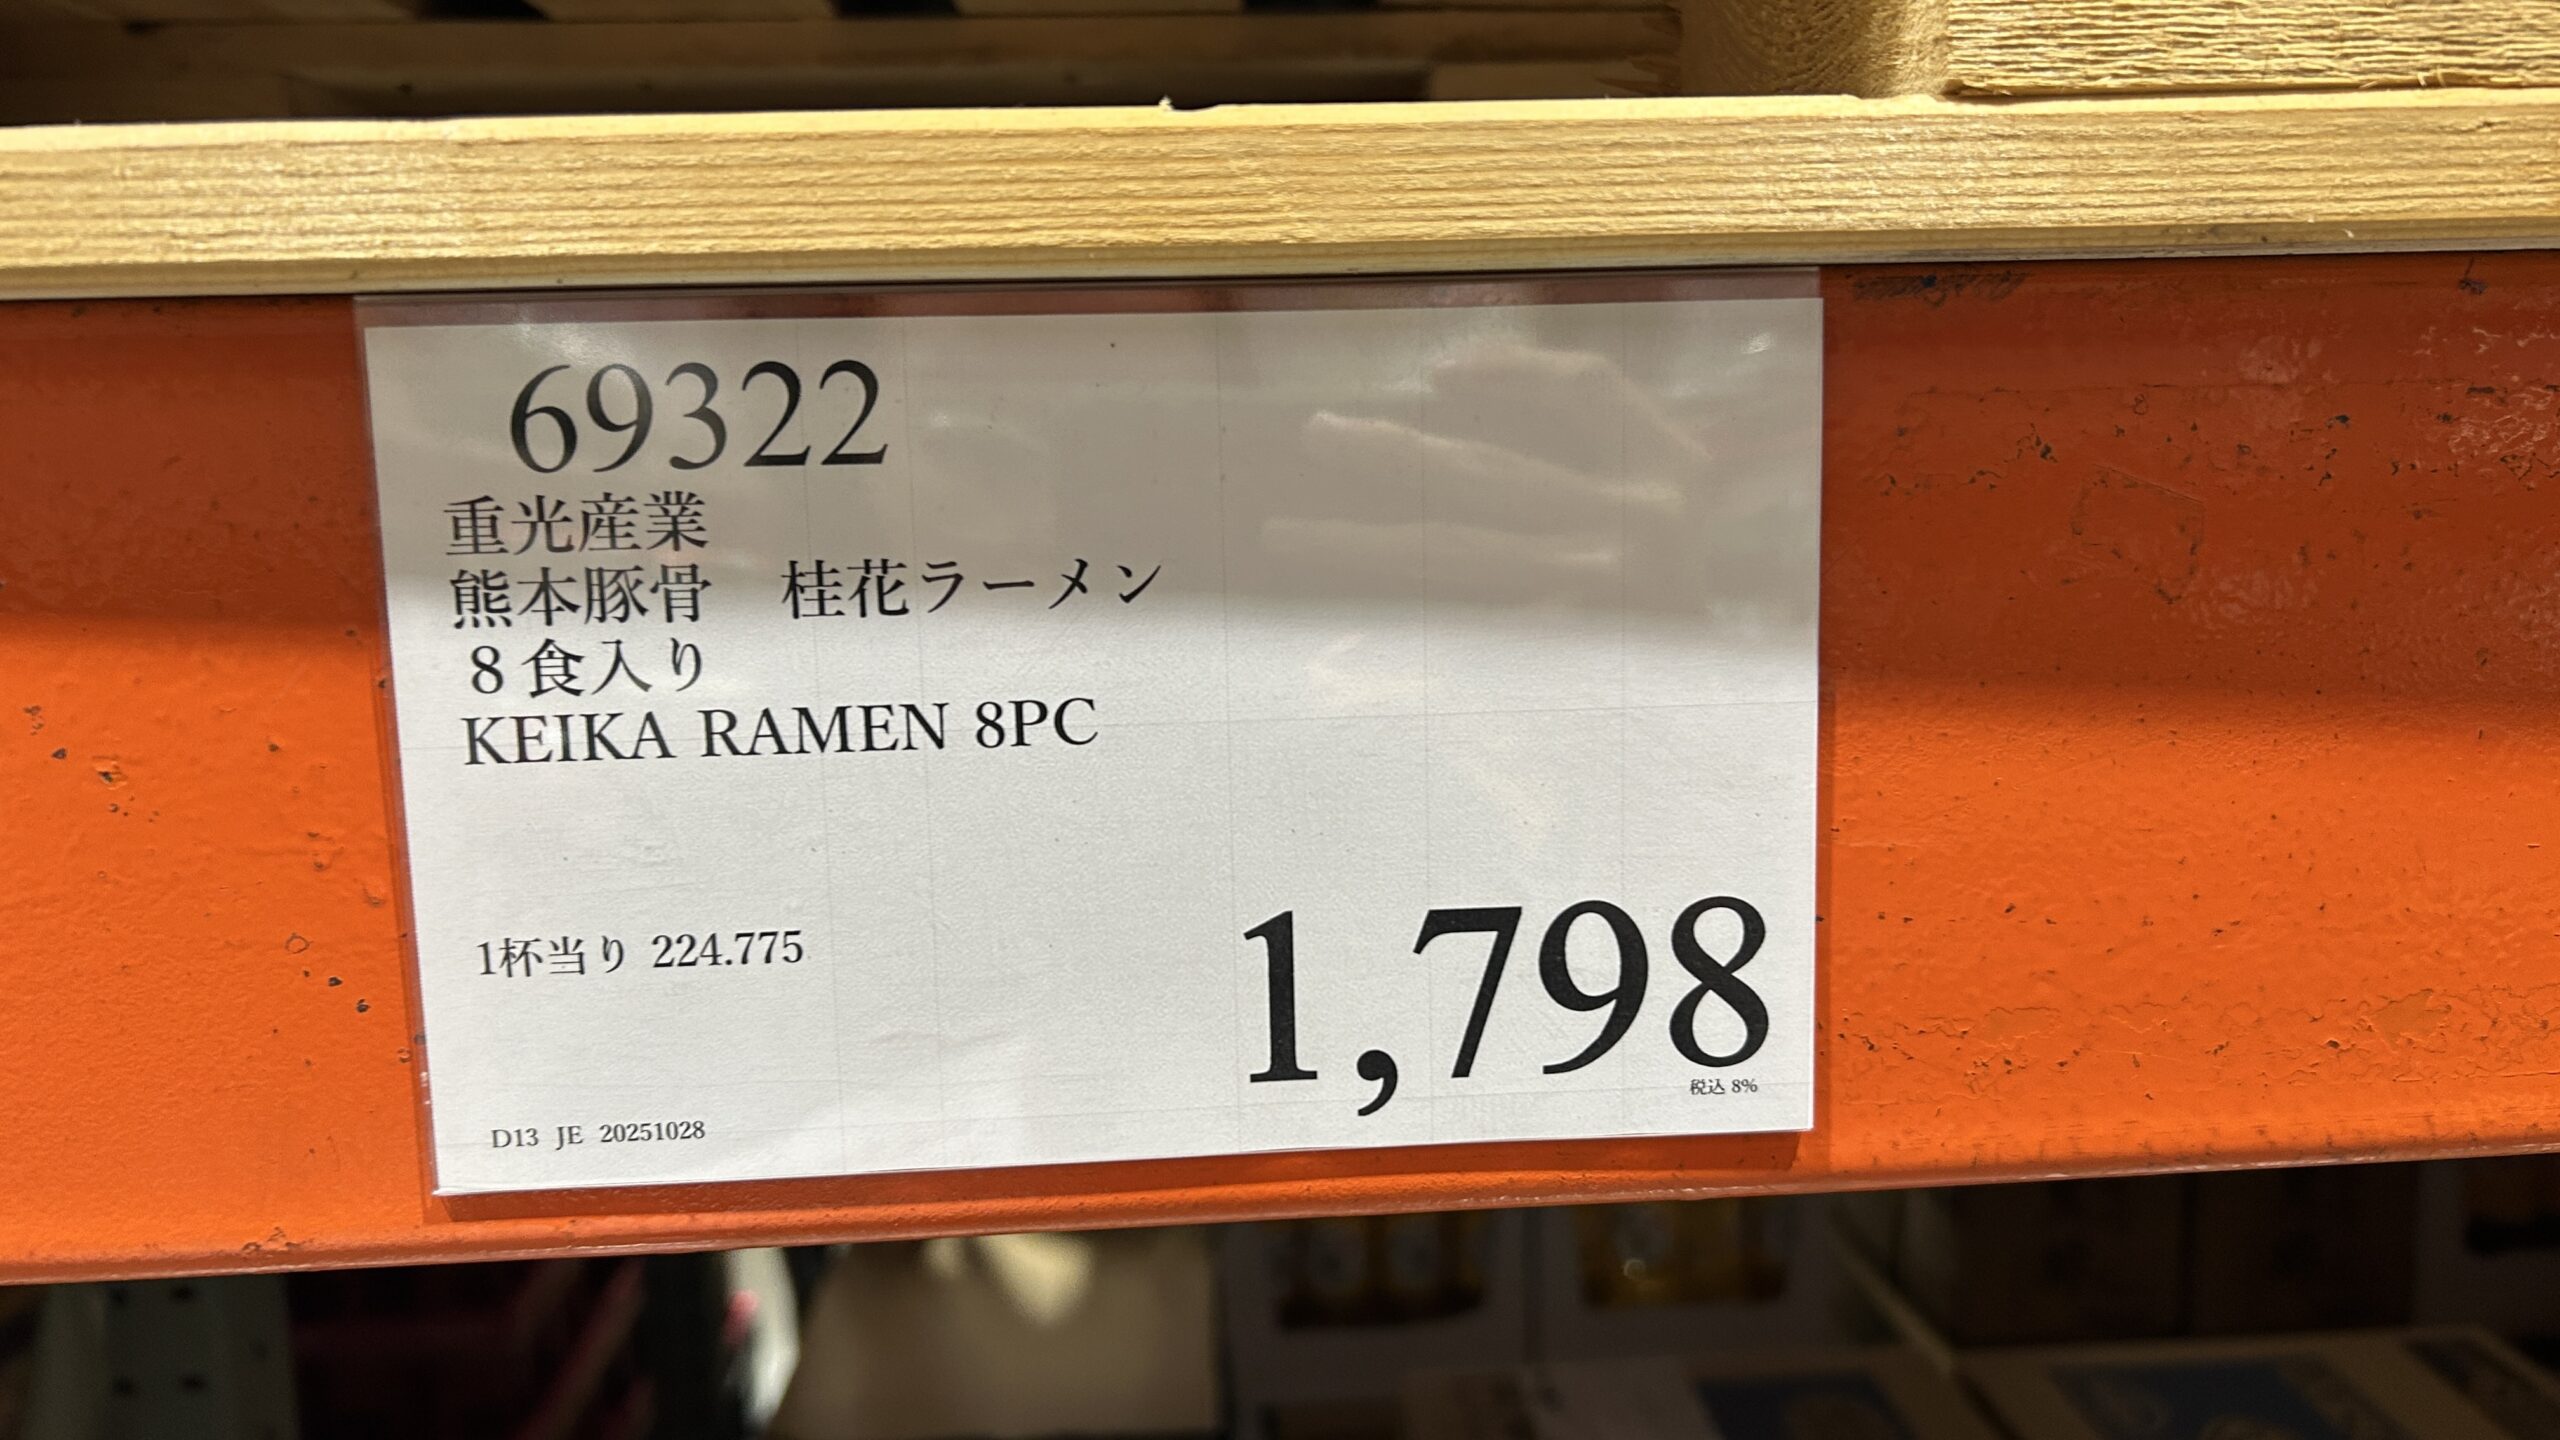 69322
重光産業
熊本豚骨　桂花ラーメン
８食入り
KEIKA RAMEN 8PC
1杯当り 224.775
1,798
税込 8%
D13 JE 20251028